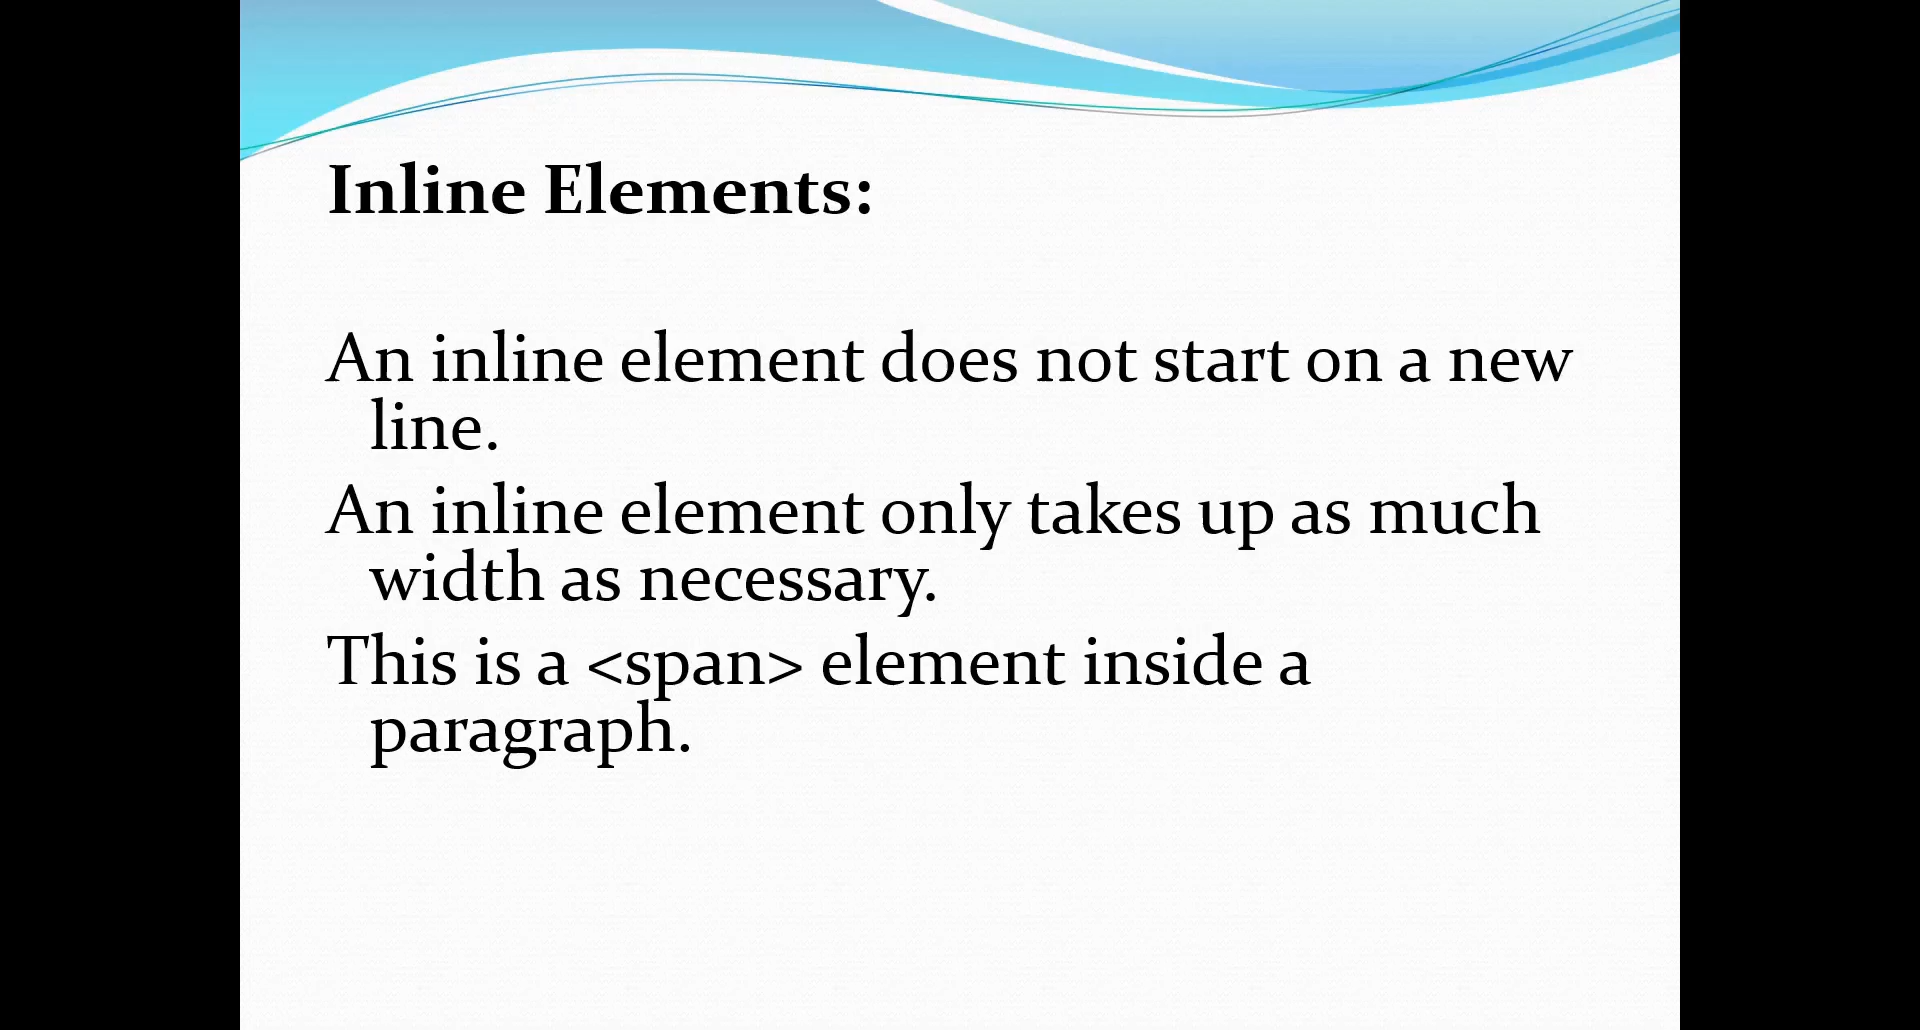 Inline Elements:
An inline element does not start on a new
line.
An inline element only takes up as much
width as necessary.
This is a <span> element inside a
paragraph.